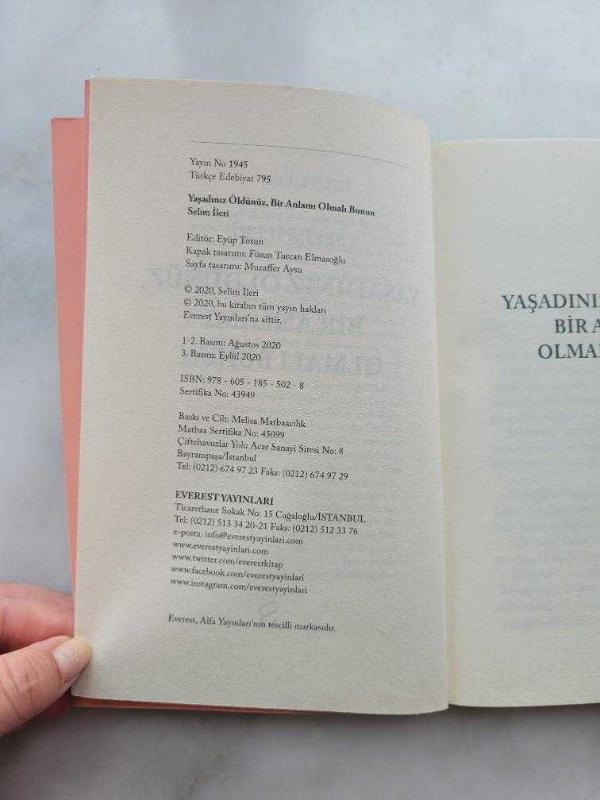 Yayın No 1945
Türkçe Edebiyat 795
Yaşadınız Öldünüz, Bir Anlamı Olmalı Bunun
Selim İleri
Editör: Eyüp Tosun
Kapak tasarımı: Füsun Turcan Elmasoğlu
Sayfa tasarımı: Muzaffer Aysu
© 2020, Selim İleri
© 2020, bu kitabın tüm yayın hakları
Everest Yayınları'na aittir.
1-2. Basım: Ağustos 2020
3. Basım: Eylül 2020
ISBN: 978 - 605 - 185 - 502 - 8
Sertifika No: 43949
Baskı ve Cilt: Melisa Matbaacılık
Matbaa Sertifika No: 45099
Çiftehavuzlar Yolu Acar Sanayi Sitesi No: 8
Bayrampaşa/İstanbul
Tel: (0212) 674 97 23 Faks: (0212) 674 97 29
EVEREST YAYINLARI
Ticarethane Sokak No: 15 Cağaloğlu/İSTANBUL
Tel: (0212) 513 34 20-21 Faks: (0212) 512 33 76
e-posta: info@everestyayinlari.com
www.everestyayinlari.com
www.twitter.com/everestkitap
www.facebook.com/everestyayinlari
www.instagram.com/everestyayinlari
Everest, Alfa Yayınları'nın tescilli markasıdır.
YAŞADINIZ
BİR A
OLMA